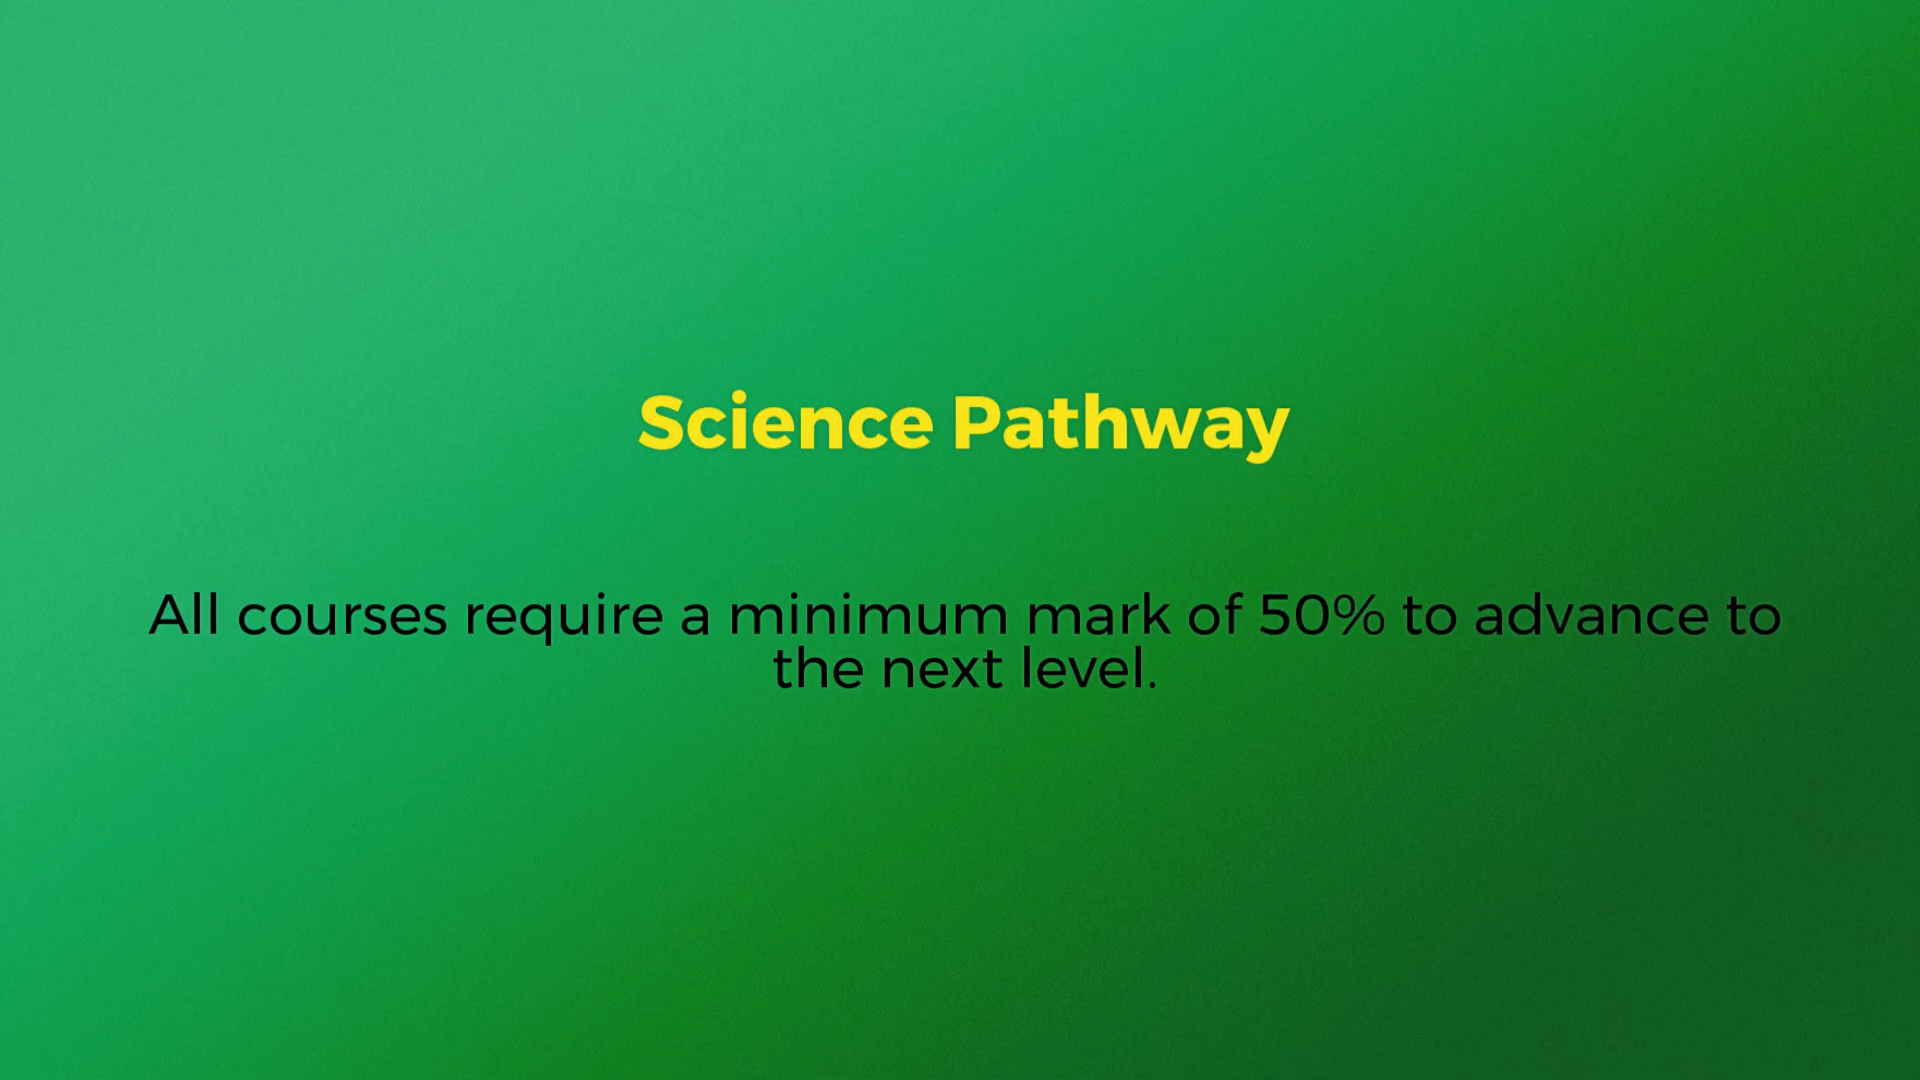 Science Pathway
All courses require a minimum mark of 50% to advance to
the next level.